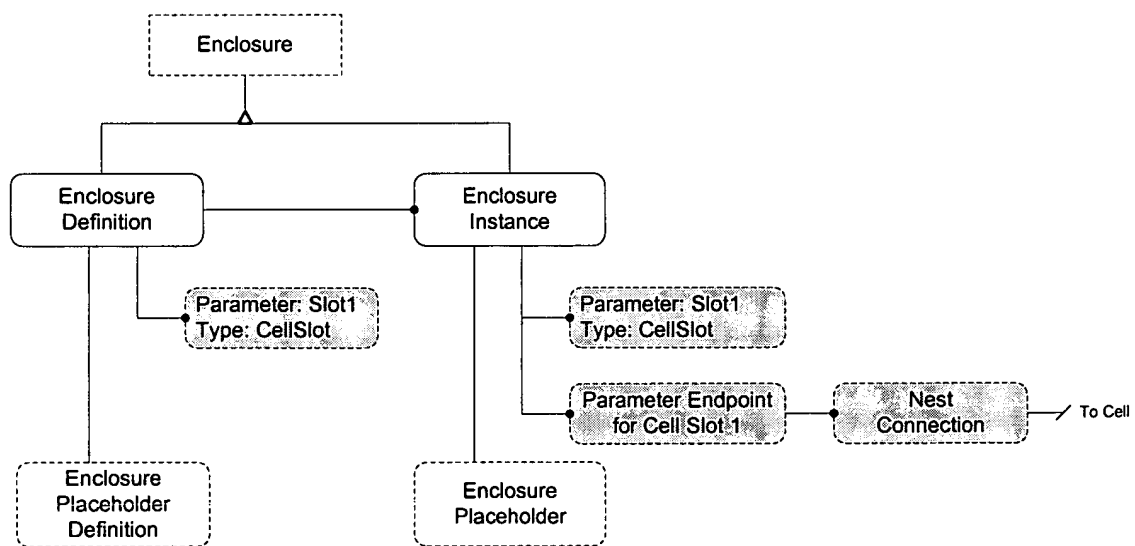 Enclosure
Enclosure
Definition
Enclosure
Instance
Parameter: Slot1
Type: CellSlot
Parameter: Slot1
Type: CellSlot
Parameter Endpoint
for Cell Slot 1
Nest
Connection
To Cell
Enclosure
Placeholder
Definition
Enclosure
Placeholder